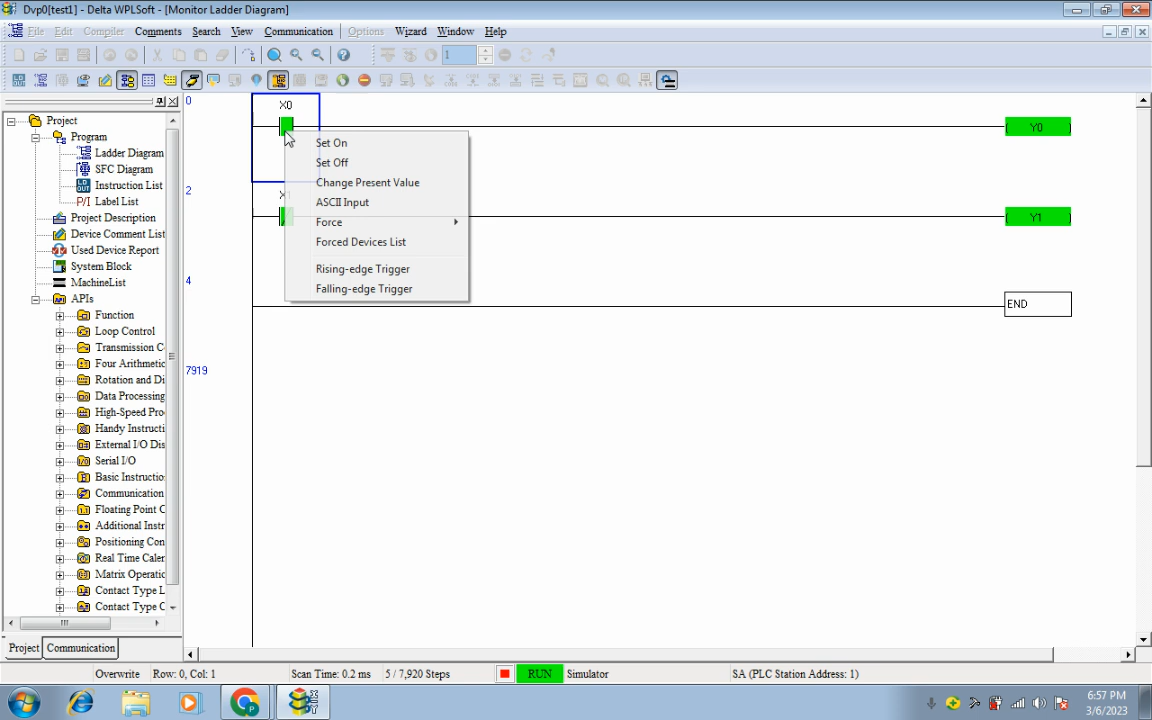 Dvp0[test1] - Delta WPLSoft - [Monitor Ladder Diagram]
File Edit Compiler Comments Search View Communication Options Wizard Window Help
1
Project
Program
Ladder Diagram
SFC Diagram
Instruction List
P/I Label List
Project Description
Device Comment List
Used Device Report
System Block
MachineList
APIs
Function
Loop Control
Transmission C
Four Arithmetic
Rotation and Di
Data Processing
High-Speed Pro
Handy Instructi
External I/O Dis
Serial I/O
Basic Instructio
Communication
Floating Point C
Additional Instr
Positioning Con
Real Time Caler
Matrix Operatic
Contact Type L
Contact Type C
Project Communication
0
X0
Y0
2
Y1
4
END
7919
Set On
Set Off
Change Present Value
ASCII Input
Force
Forced Devices List
Rising-edge Trigger
Falling-edge Trigger
Overwrite Row: 0, Col: 1 Scan Time: 0.2 ms 5 / 7,920 Steps RUN Simulator SA (PLC Station Address: 1)
6:57 PM
3/6/2023